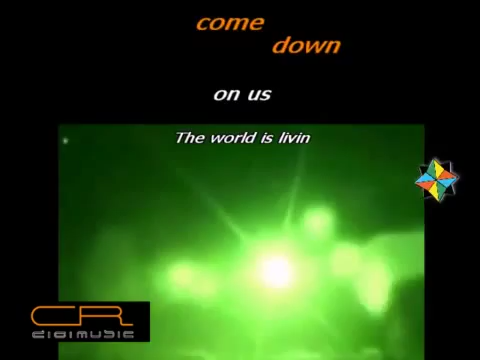 come
down
on us
The world is livin
CR
DIGIMUSIC